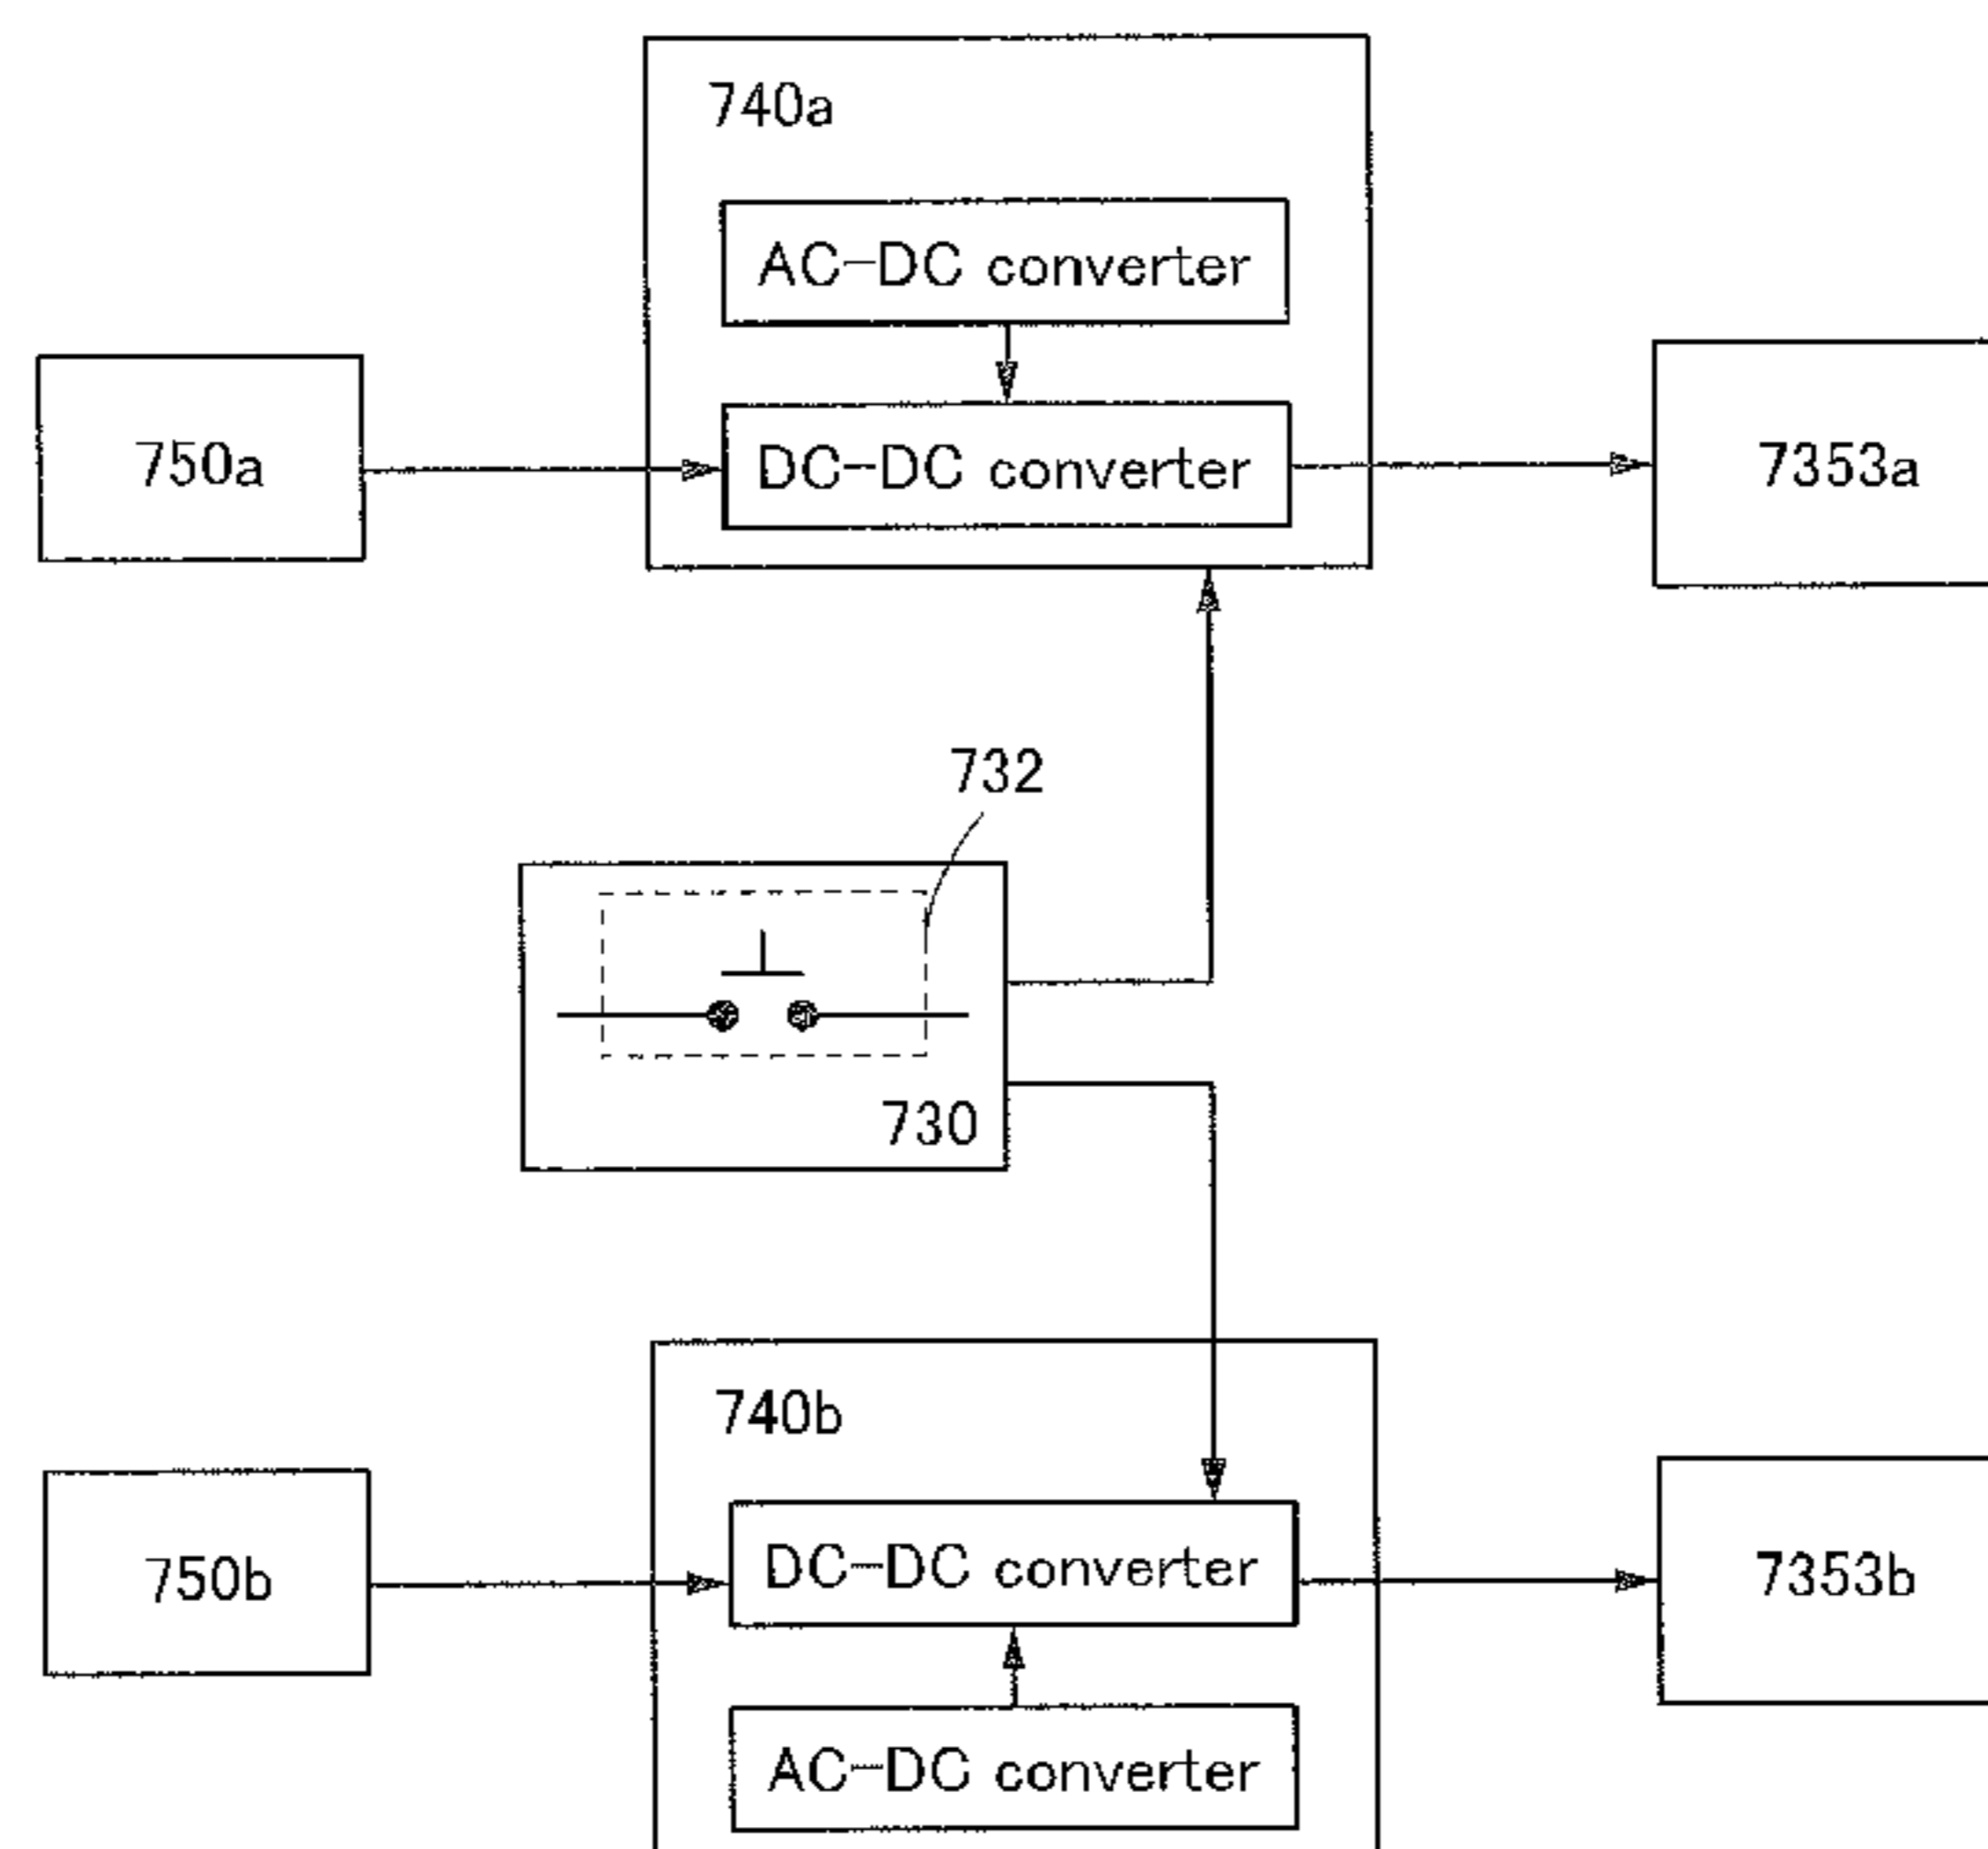 740a
AC-DC converter
750a
DC-DC converter
7353a
732
730
740b
750b
DC-DC converter
7353b
AC-DC converter